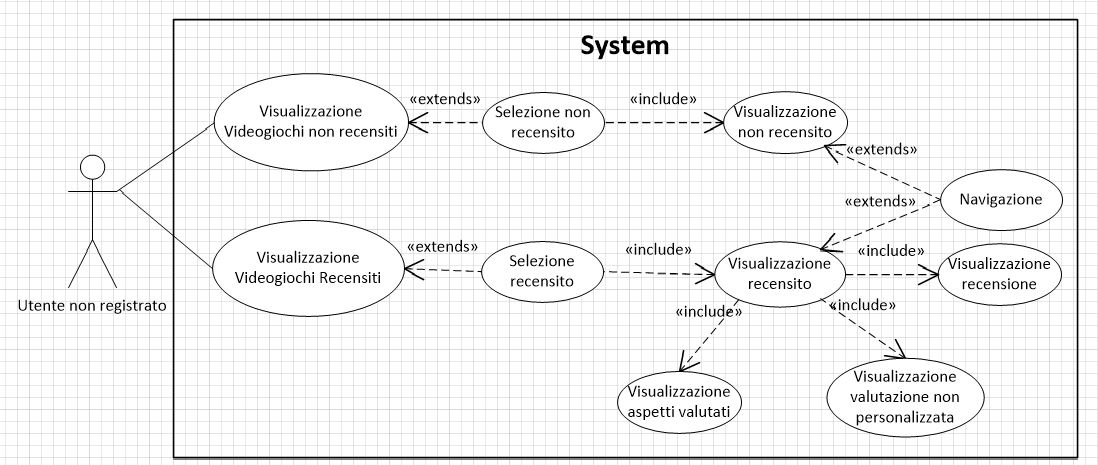 System
Visualizzazione
Videogiochi non recensiti
«extends»
Selezione non
recensito
«include»
Visualizzazione
non recensito
«extends»
Navigazione
«extends»
Utente non registrato
Visualizzazione
Videogiochi Recensiti
«extends»
Selezione
recensito
«include»
Visualizzazione
recensito
«include»
Visualizzazione
recensione
«include»
«include»
Visualizzazione
aspetti valutati
Visualizzazione
valutazione non
personalizzata